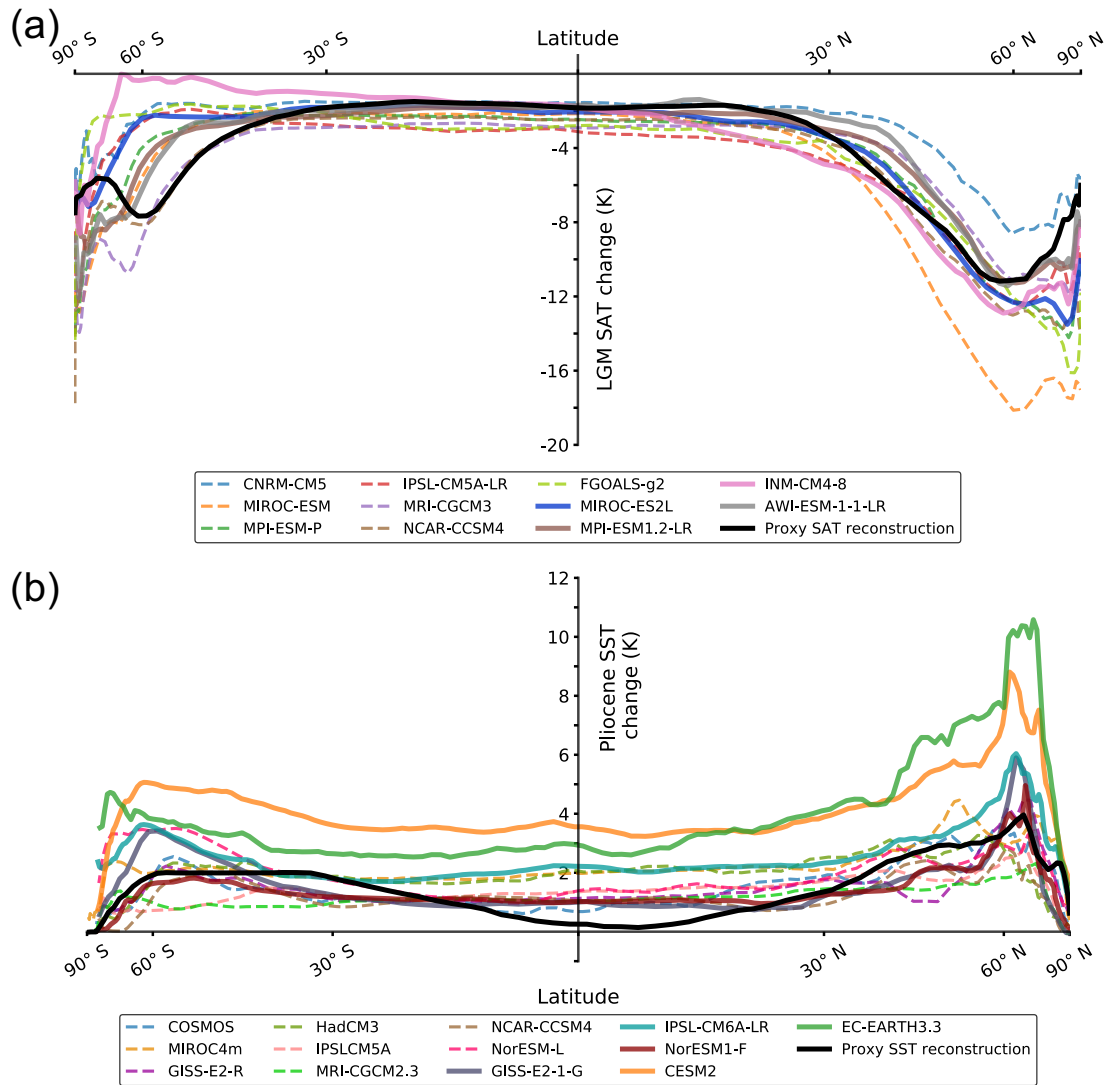 (a)
Latitude
90° S
60° S
30° S
30° N
60° N
90° N
-4
-8
-12
-16
-20
LGM SAT change (K)
CNRM-CM5 IPSL-CM5A-LR FGOALS-g2 INM-CM4-8
MIROC-ESM MRI-CGCM3 MIROC-ES2L AWI-ESM-1-1-LR
MPI-ESM-P NCAR-CCSM4 MPI-ESM1.2-LR Proxy SAT reconstruction
(b)
12
10
8
6
4
2
Pliocene SST
change (K)
90° S
60° S
30° S
30° N
60° N
90° N
Latitude
COSMOS HadCM3 NCAR-CCSM4 IPSL-CM6A-LR EC-EARTH3.3
MIROC4m IPSLCM5A NorESM-L NorESM1-F Proxy SST reconstruction
GISS-E2-R MRI-CGCM2.3 GISS-E2-1-G CESM2